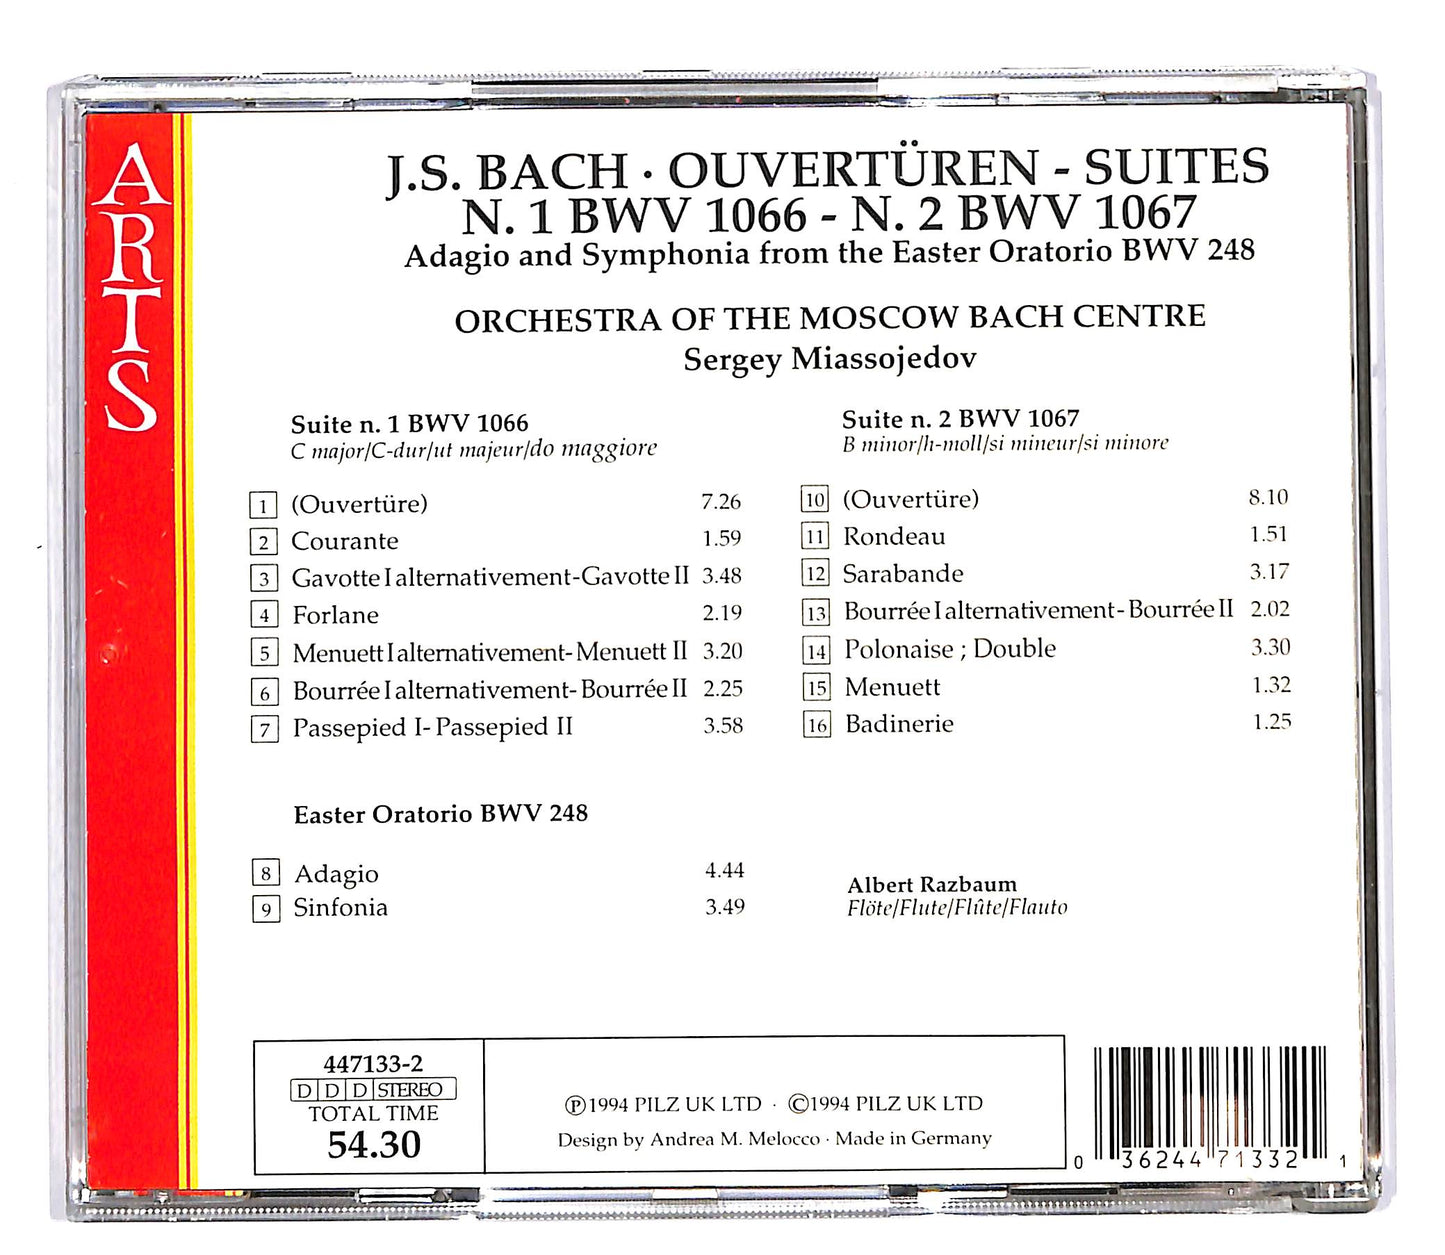 ARTS
J.S. BACH · OUVERTÜREN - SUITES
N. 1 BWV 1066 - N. 2 BWV 1067
Adagio and Symphonia from the Easter Oratorio BWV 248
ORCHESTRA OF THE MOSCOW BACH CENTRE
Sergey Miassojedov
Suite n. 1 BWV 1066
C major/C-dur/ut majeur/do maggiore
1 (Ouvertüre) 7.26
2 Courante 1.59
3 Gavotte I alternativement-Gavotte II 3.48
4 Forlane 2.19
5 Menuett I alternativement- Menuett II 3.20
6 Bourrée I alternativement- Bourrée II 2.25
7 Passepied I- Passepied II 3.58
Easter Oratorio BWV 248
8 Adagio 4.44
9 Sinfonia 3.49
Suite n. 2 BWV 1067
B minor/h-moll/si mineur/si minore
10 (Ouvertüre) 8.10
11 Rondeau 1.51
12 Sarabande 3.17
13 Bourrée I alternativement- Bourrée II 2.02
14 Polonaise ; Double 3.30
15 Menuett 1.32
16 Badinerie 1.25
Albert Razbaum
Flöte/Flute/Flûte/Flauto
447133-2
D D D STEREO
TOTAL TIME
54.30
Ⓟ1994 PILZ UK LTD · ©1994 PILZ UK LTD
Design by Andrea M. Melocco · Made in Germany
0 36244 71332 1